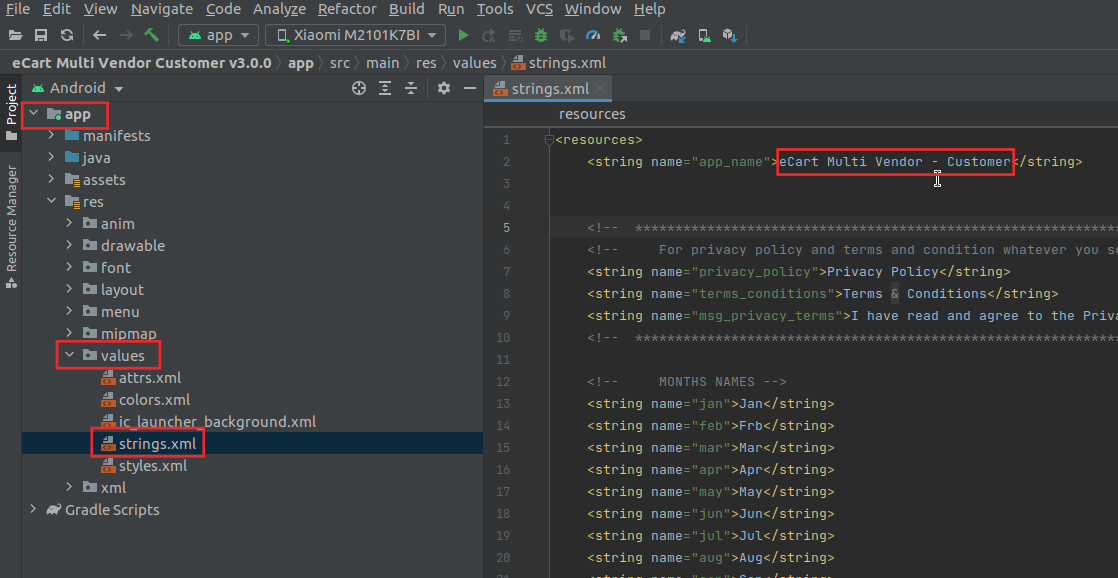 File Edit View Navigate Code Analyze Refactor Build Run Tools VCS Window Help
app Xiaomi M2101K7BI
eCart Multi Vendor Customer v3.0.0 app src main res values strings.xml
Project
Resource Manager
Android
app
manifests
java
assets
res
anim
drawable
font
layout
menu
mipmap
values
attrs.xml
colors.xml
ic_launcher_background.xml
strings.xml
styles.xml
xml
Gradle Scripts
strings.xml
resources
1 <resources>
2 <string name="app_name">eCart Multi Vendor - Customer</string>
3
4
5 <!-- ************************************************************
6 <!-- For privacy policy and terms and condition whatever you
7 <string name="privacy_policy">Privacy Policy</string>
8 <string name="terms_conditions">Terms & Conditions</string>
9 <string name="msg_privacy_terms">I have read and agree to the
10 <!-- ************************************************************
11
12 <!-- MONTHS NAMES -->
13 <string name="jan">Jan</string>
14 <string name="feb">Frb</string>
15 <string name="mar">Mar</string>
16 <string name="apr">Apr</string>
17 <string name="may">May</string>
18 <string name="jun">Jun</string>
19 <string name="jul">Jul</string>
20 <string name="aug">Aug</string>